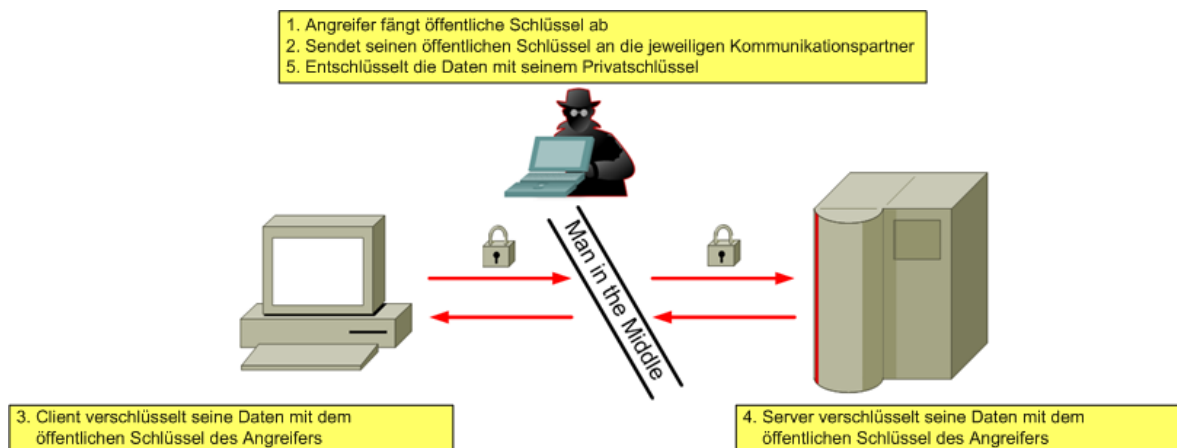 1. Angreifer fängt öffentliche Schlüssel ab
2. Sendet seinen öffentlichen Schlüssel an die jeweiligen Kommunikationspartner
5. Entschlüsselt die Daten mit seinem Privatschlüssel
Man in the Middle
3. Client verschlüsselt seine Daten mit dem
öffentlichen Schlüssel des Angreifers
4. Server verschlüsselt seine Daten mit dem
öffentlichen Schlüssel des Angreifers